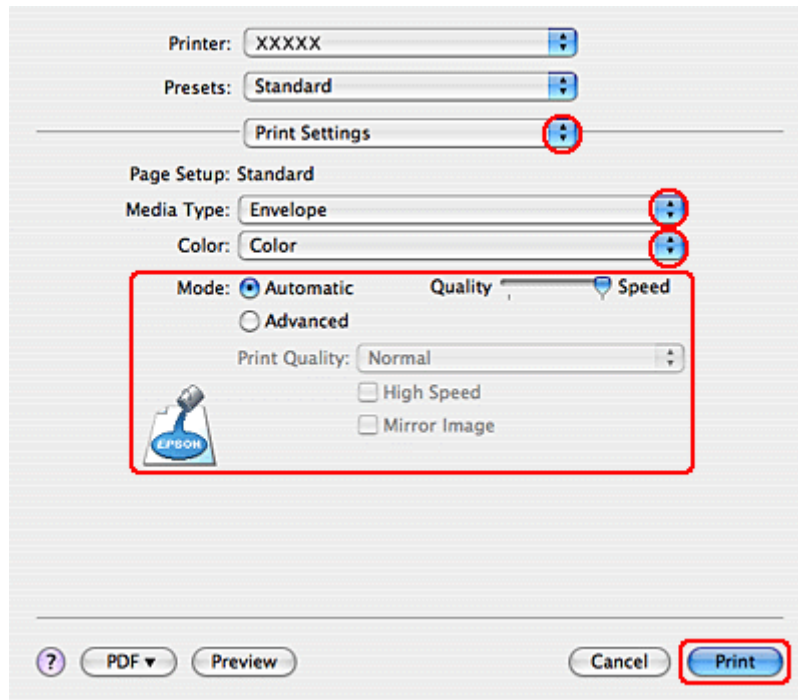 Printer: XXXXX
Presets: Standard
Print Settings
Page Setup: Standard
Media Type: Envelope
Color: Color
Mode: Automatic Quality Speed
Advanced
Print Quality: Normal
High Speed
Mirror Image
EPSON
? PDF Preview Cancel Print